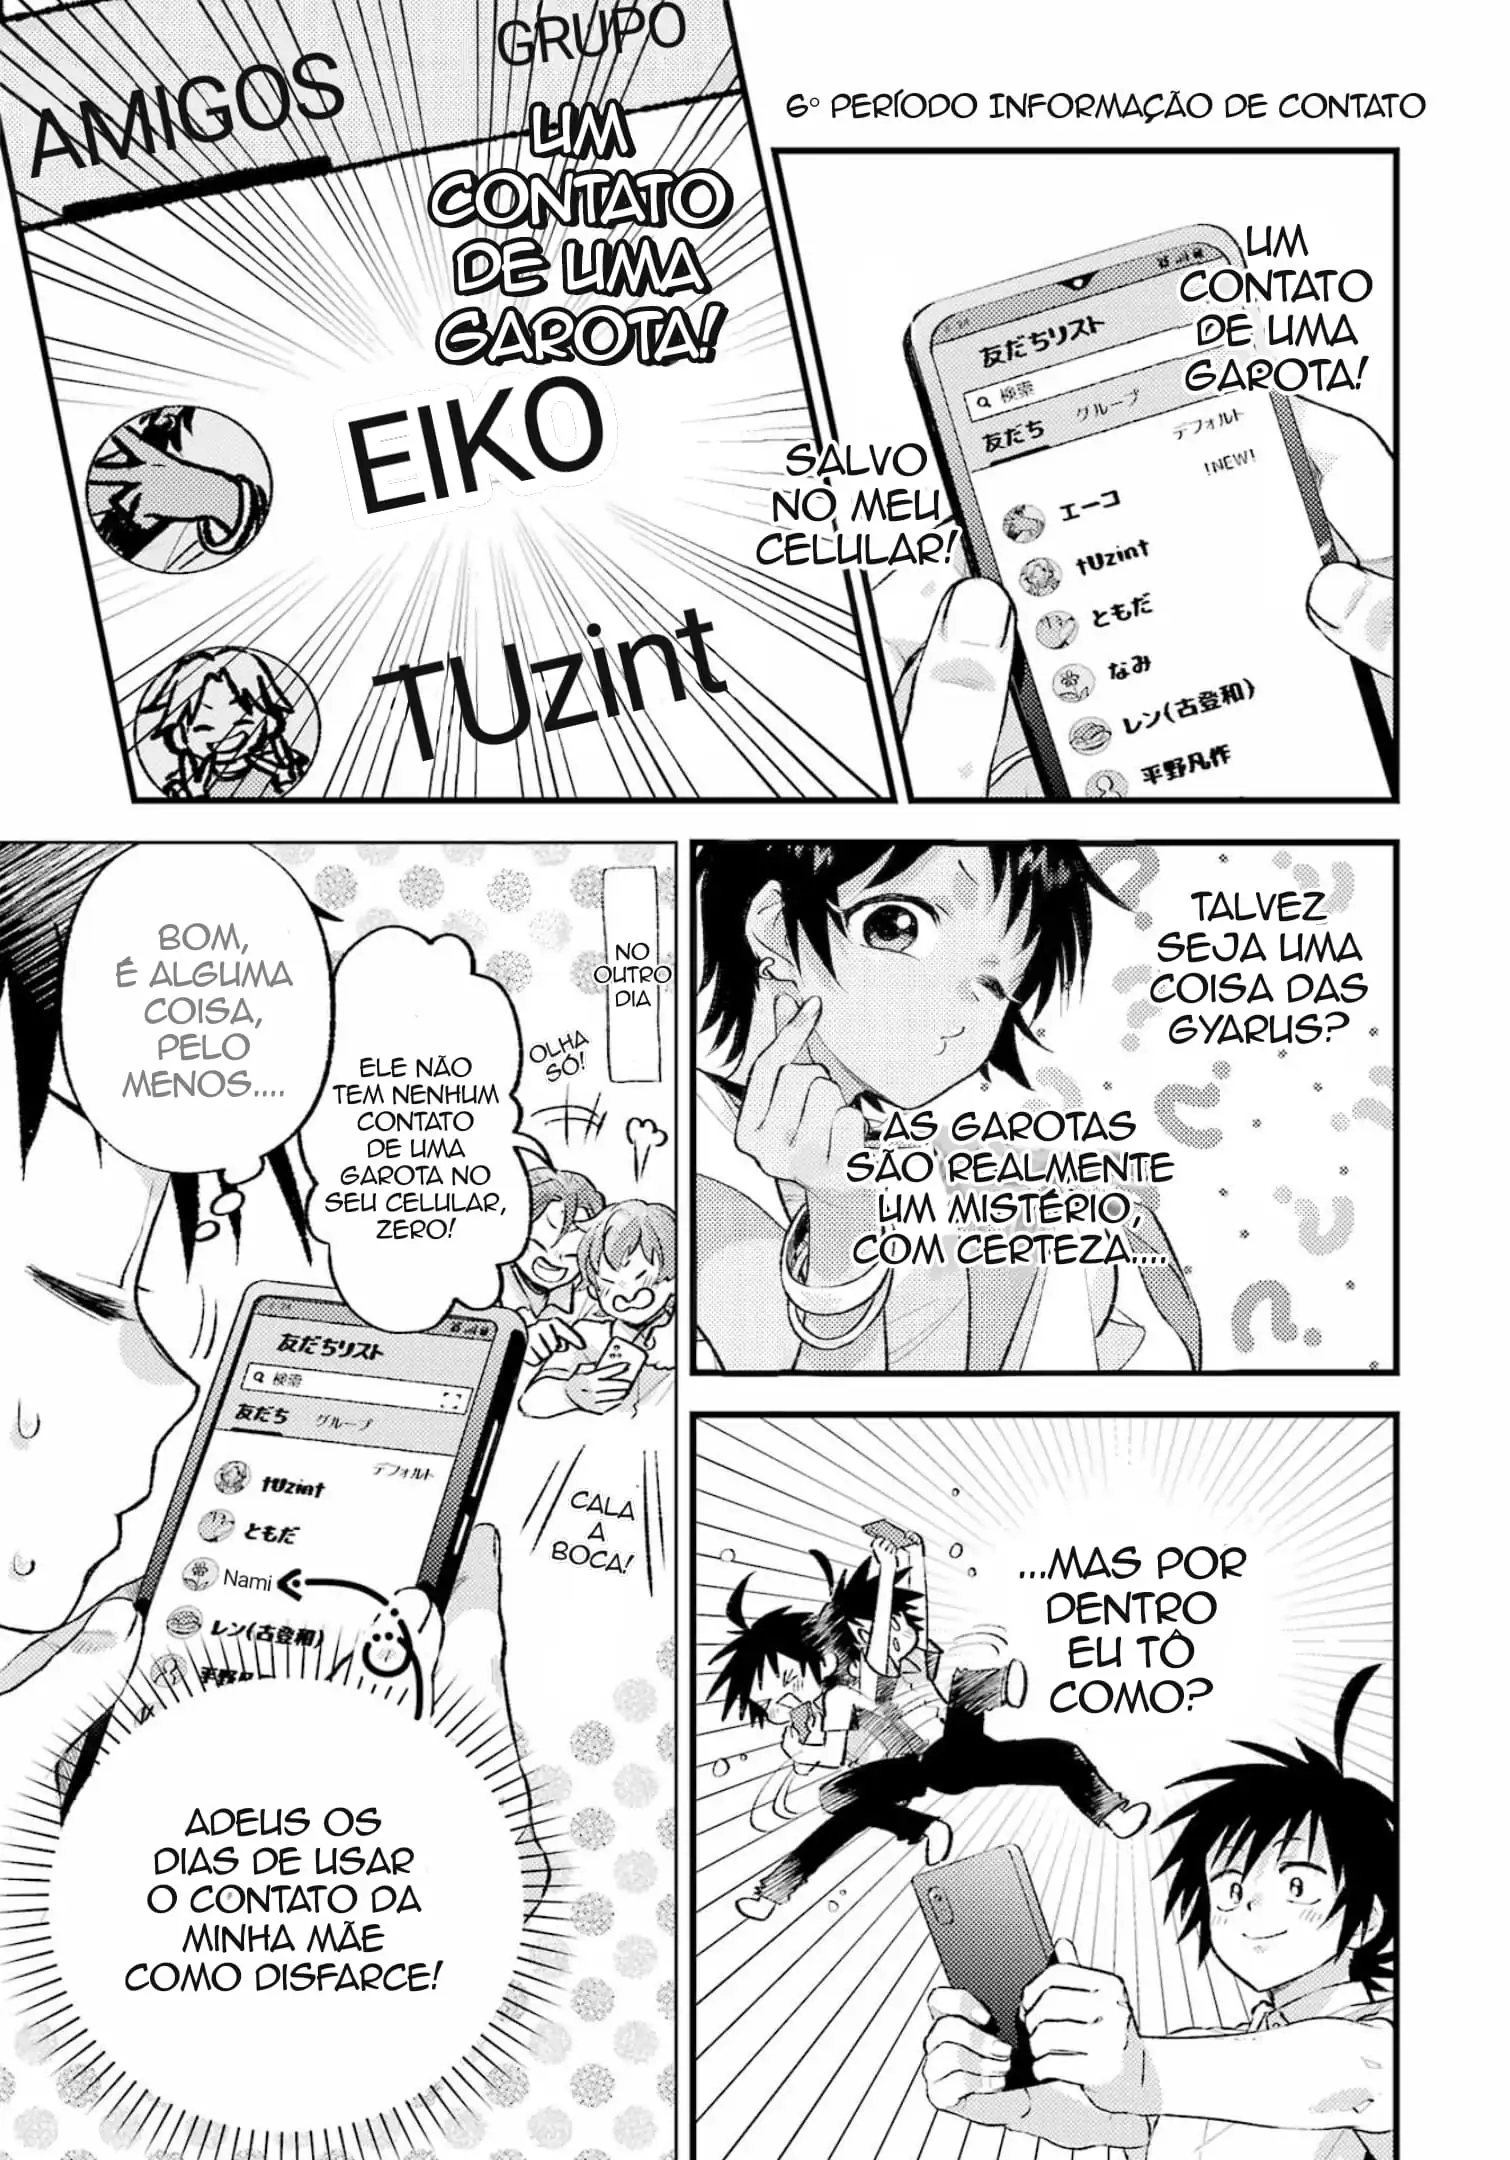 6° PERÍODO INFORMAÇÃO DE CONTATO
UM
CONTATO
DE UMA
GAROTA!
SALVO
NO MEU
CELULAR!
友だちリスト
検索
友だち
グループ
デフォルト
!NEW!
エーコ
†Uzin†
ともだ
なみ
レン(古登和)
平野凡作
AMIGOS
GRUPO
UM
CONTATO
DE UMA
GAROTA!
EIKO
TUzint
TALVEZ
SEJA UMA
COISA DAS
GYARUS?
AS GAROTAS
SÃO REALMENTE
UM MISTÉRIO,
COM CERTEZA....
...MAS POR
DENTRO
EU TÔ
COMO?
NO
OUTRO
DIA
OLHA
SÓ!
ELE NÃO
TEM NENHUM
CONTATO
DE UMA
GAROTA NO
SEU CELULAR,
ZERO!
BOM,
É ALGUMA
COISA,
PELO
MENOS....
CALA
A
BOCA!
友だちリスト
検索
友だち
グループ
デフォルト
†Uzin†
ともだ
Nami
レン(古登和)
平野
ADEUS OS
DIAS DE USAR
O CONTATO DA
MINHA MÃE
COMO DISFARCE!